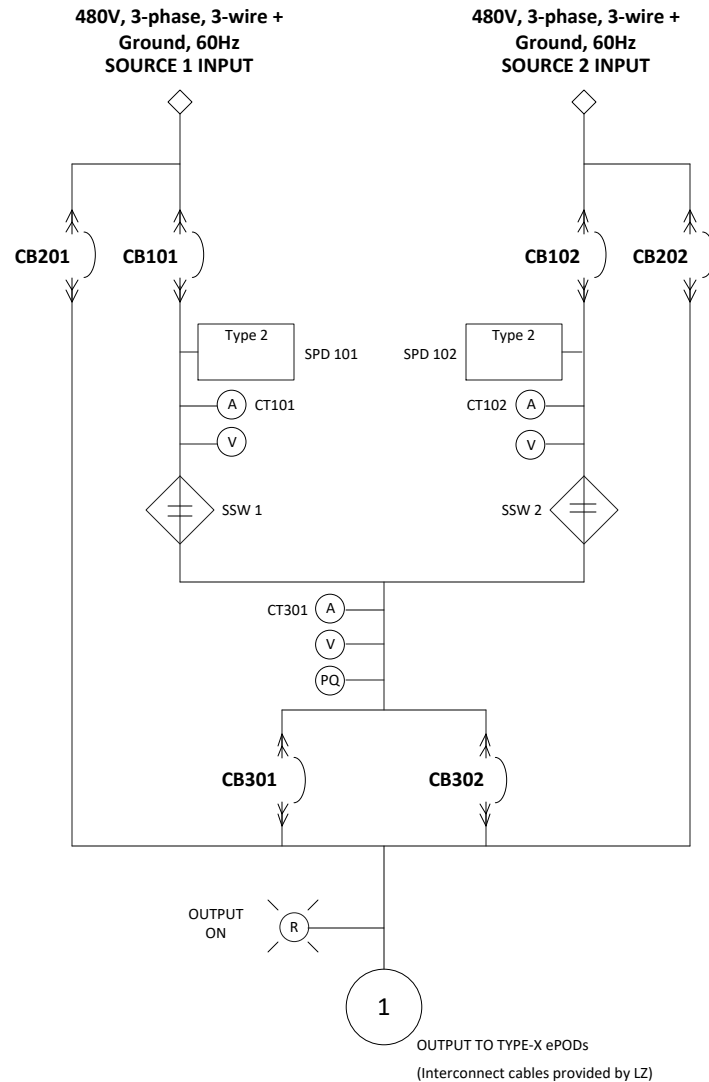 480V, 3-phase, 3-wire +
Ground, 60Hz
SOURCE 1 INPUT
480V, 3-phase, 3-wire +
Ground, 60Hz
SOURCE 2 INPUT
CB201
CB101
CB102
CB202
Type 2
SPD 101
SPD 102
Type 2
A
CT101
CT102
A
V
V
SSW 1
SSW 2
CT301
A
V
PQ
CB301
CB302
OUTPUT
ON
R
1
OUTPUT TO TYPE-X ePODs
(Interconnect cables provided by LZ)